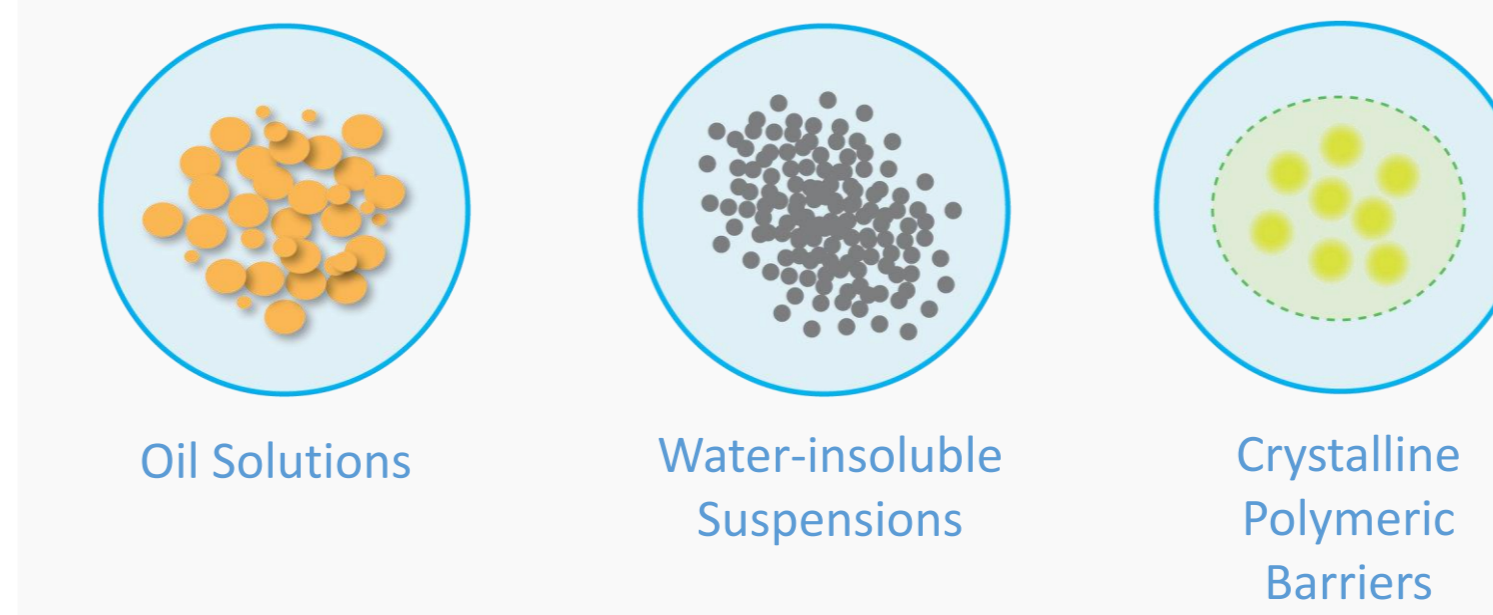 Oil Solutions
Water-insoluble
Suspensions
Crystalline
Polymeric
Barriers